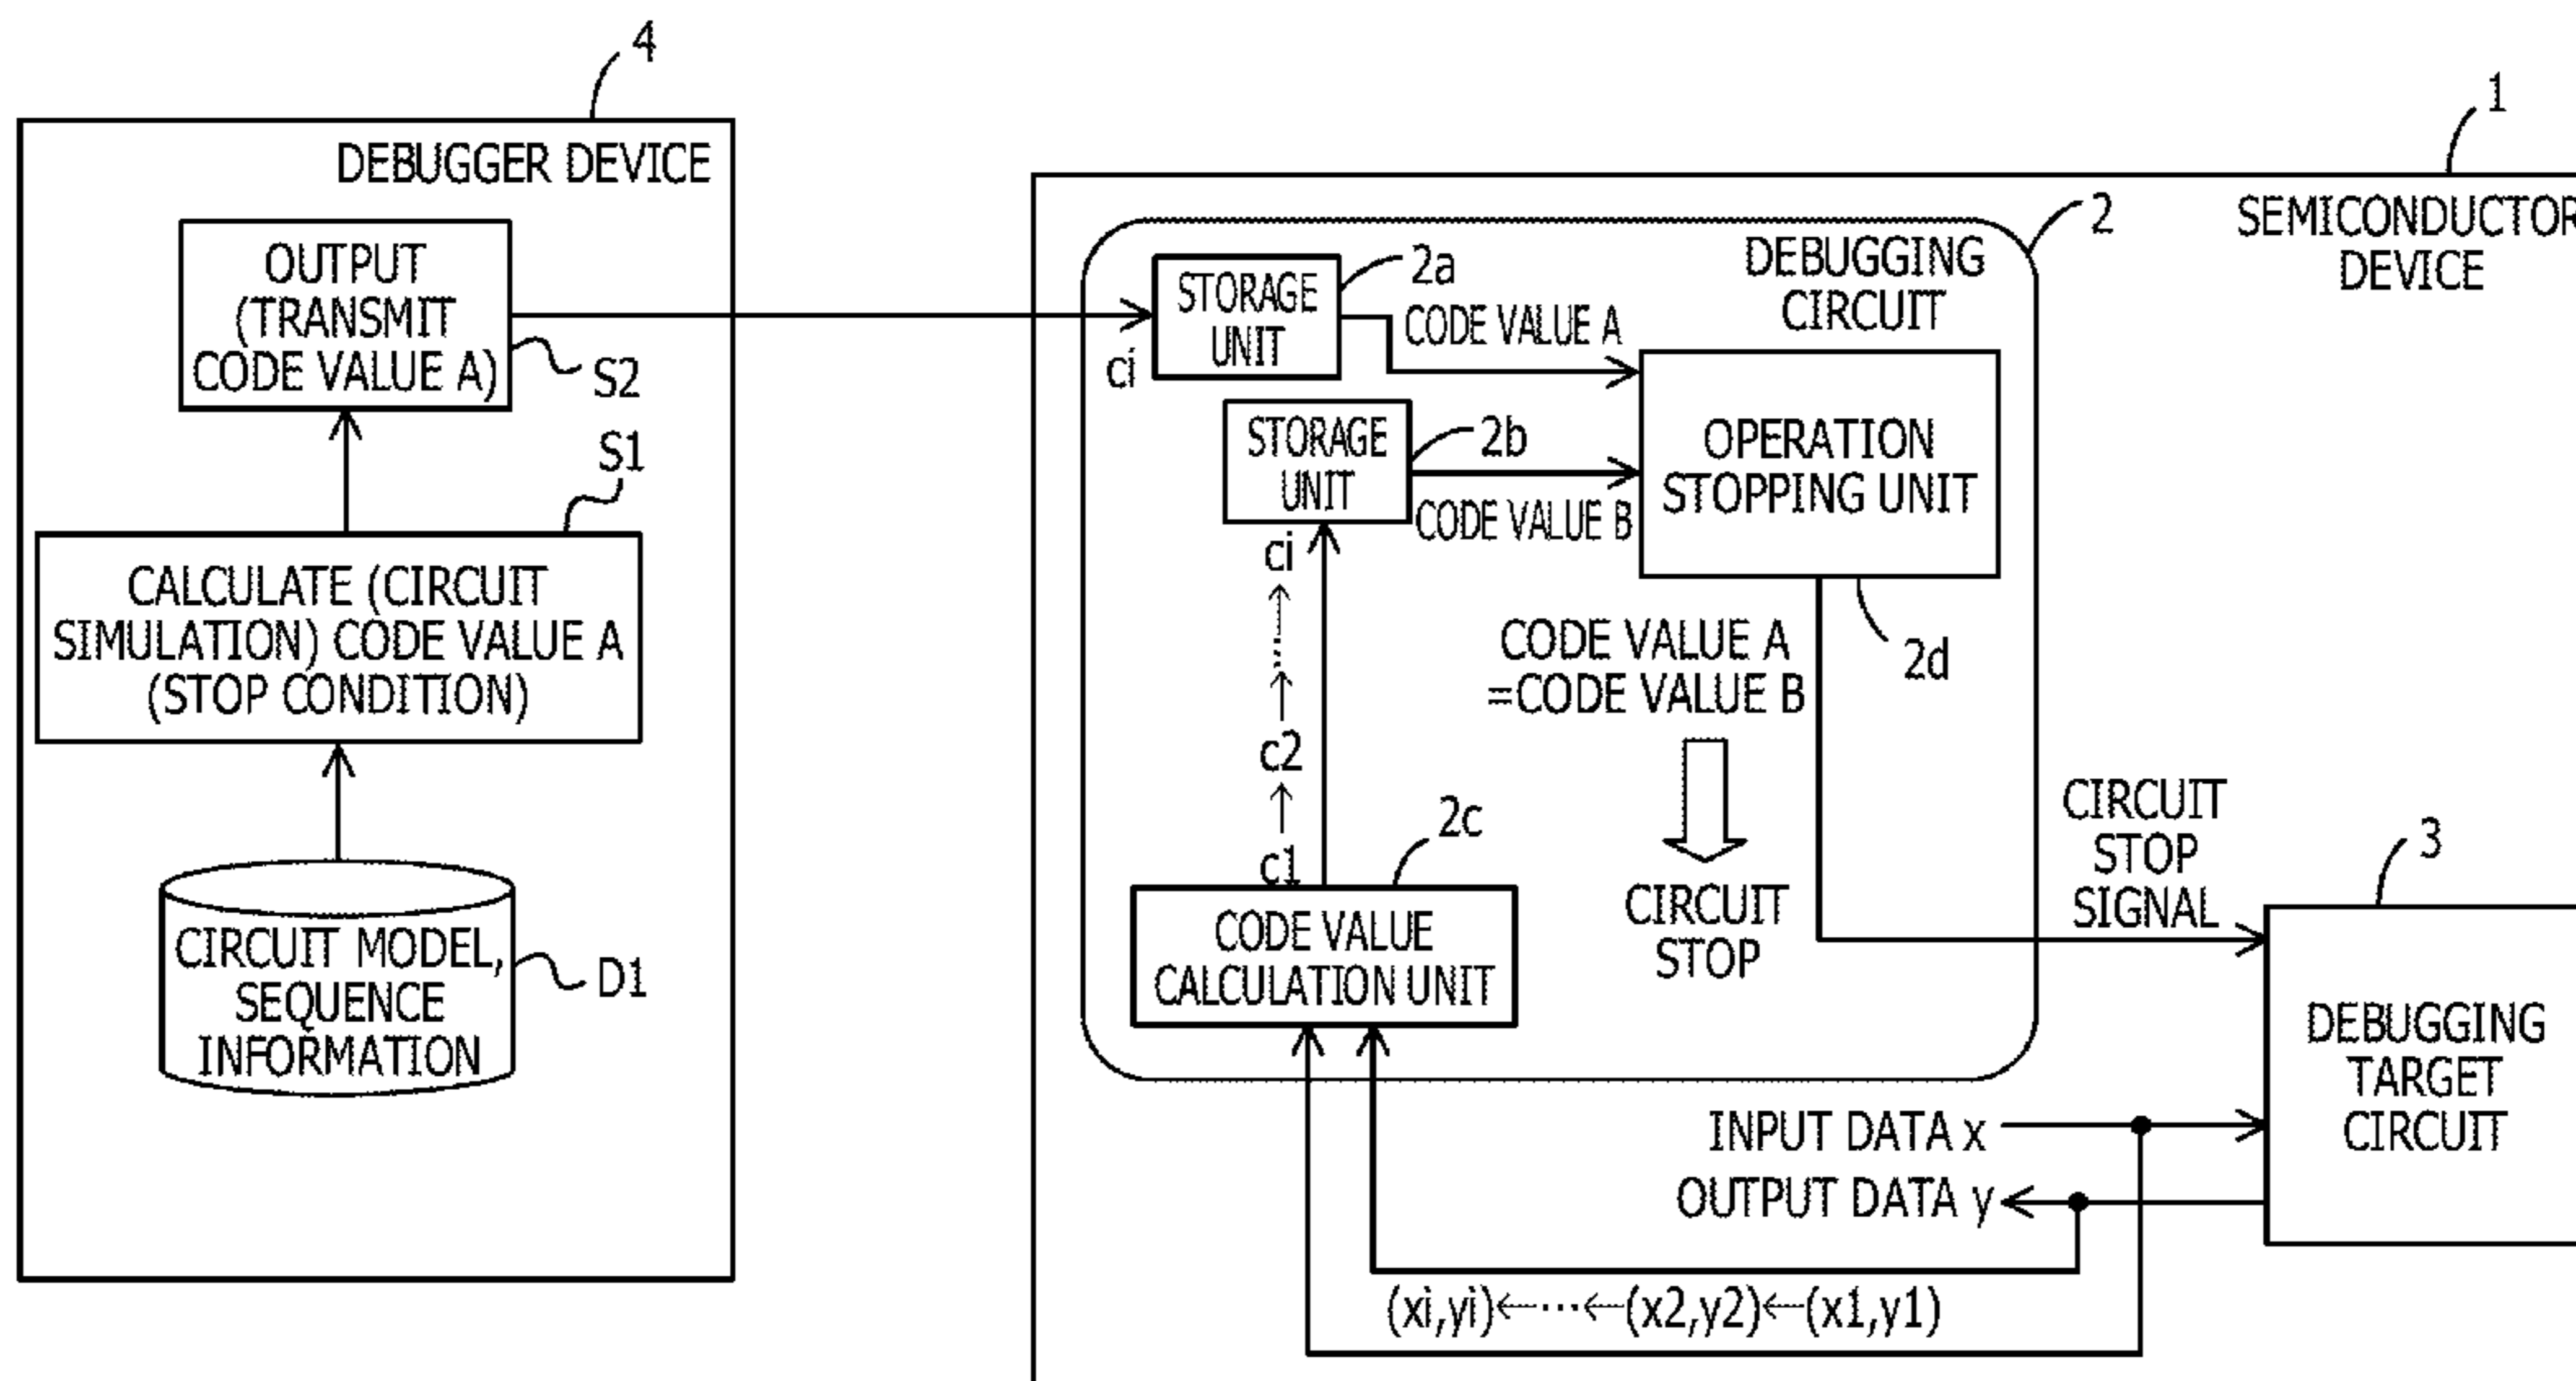 4
DEBUGGER DEVICE
OUTPUT
(TRANSMIT
CODE VALUE A)
S2
S1
CALCULATE (CIRCUIT
SIMULATION) CODE VALUE A
(STOP CONDITION)
CIRCUIT MODEL,
SEQUENCE
INFORMATION
D1
1
SEMICONDUCTOR
DEVICE
2
DEBUGGING
CIRCUIT
STORAGE
UNIT
2a
ci
CODE VALUE A
STORAGE
UNIT
2b
CODE VALUE B
OPERATION
STOPPING UNIT
2d
ci
c2
c1
CODE VALUE A
=CODE VALUE B
CIRCUIT
STOP
2c
CODE VALUE
CALCULATION UNIT
CIRCUIT
STOP
SIGNAL
3
DEBUGGING
TARGET
CIRCUIT
INPUT DATA x
OUTPUT DATA y
(xi,yi)←···←(x2,y2)←(x1,y1)